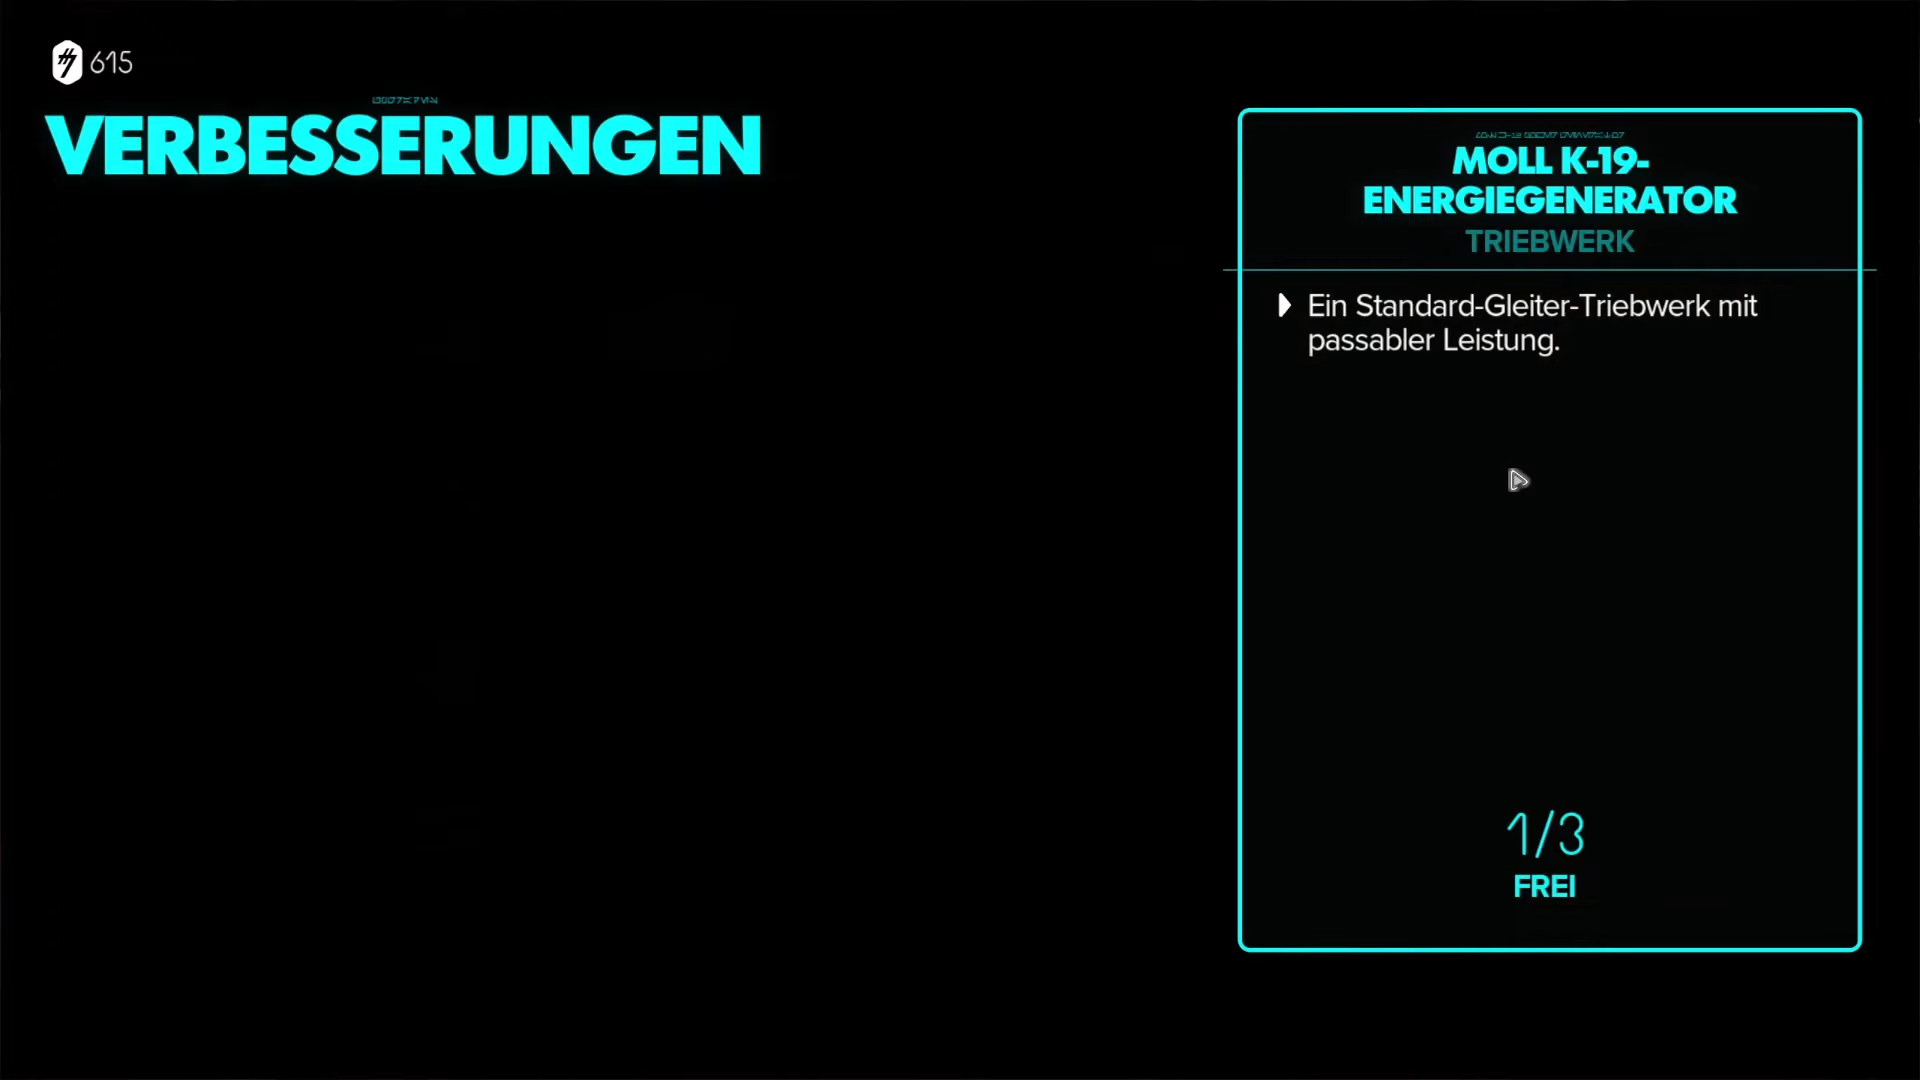 615
VERBESSERUNGEN
MOLL K-19-
ENERGIEGENERATOR
TRIEBWERK
Ein Standard-Gleiter-Triebwerk mit
passabler Leistung.
1/3
FREI